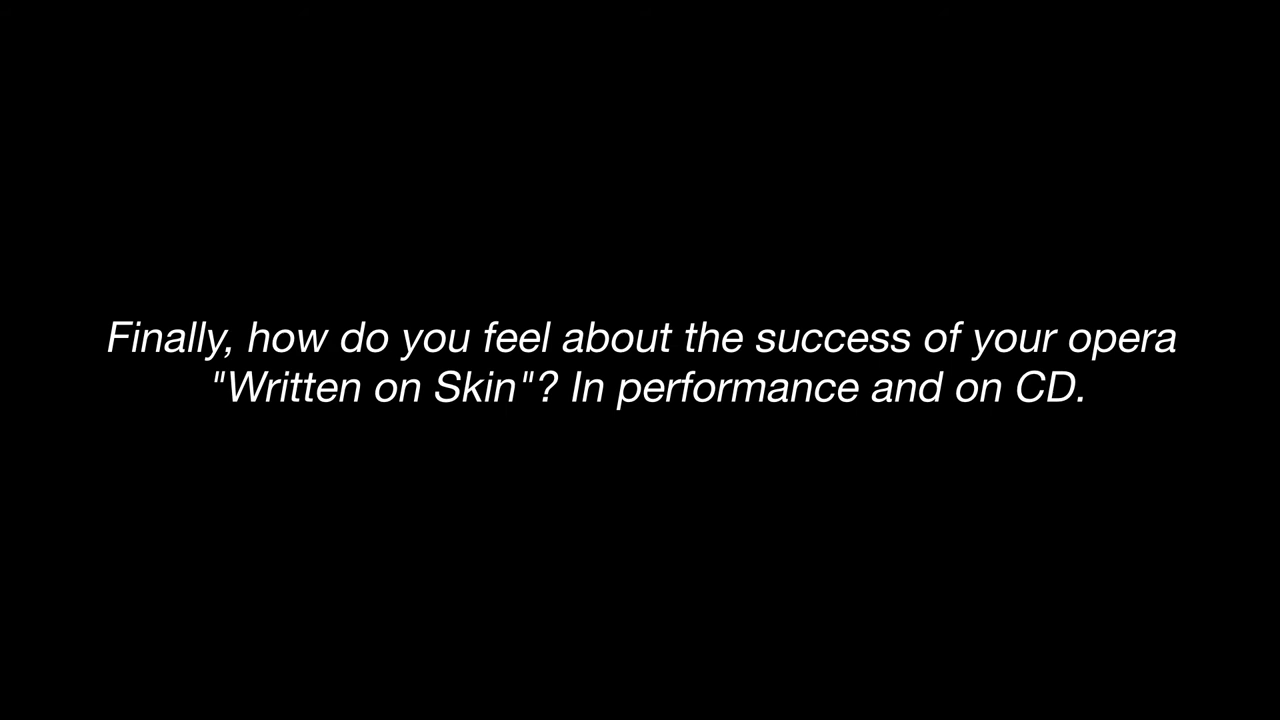 Finally, how do you feel about the success of your opera
"Written on Skin"? In performance and on CD.